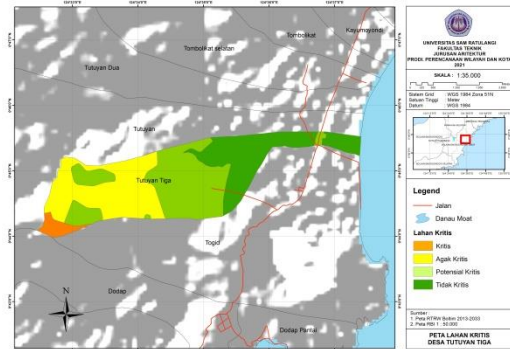 Kayumoyondi
Tombolikat
Tombolikat selatan
Tutuyan Dua
Tutuyan
Tutuyan Tiga
Togid
Dodap
Dodap Pantai
N
UNIVERSITAS SAM RATULANGI
FAKULTAS TEKNIK
JURUSAN ARSITEKTUR
PRODI. PERENCANAAN WILAYAH DAN KOTA
2021
SKALA : 1:35.000
Sistem Grid : WGS 1984 Zona 51N
Satuan Tinggi : Meter
Datum : WGS 1984
Legend
Jalan
Danau Moat
Lahan Kritis
Kritis
Agak Kritis
Potensial Kritis
Tidak Kritis
Sumber:
1. Peta RTRW Boltim 2013-2033
2. Peta RBI 1 : 50.000
PETA LAHAN KRITIS
DESA TUTUYAN TIGA